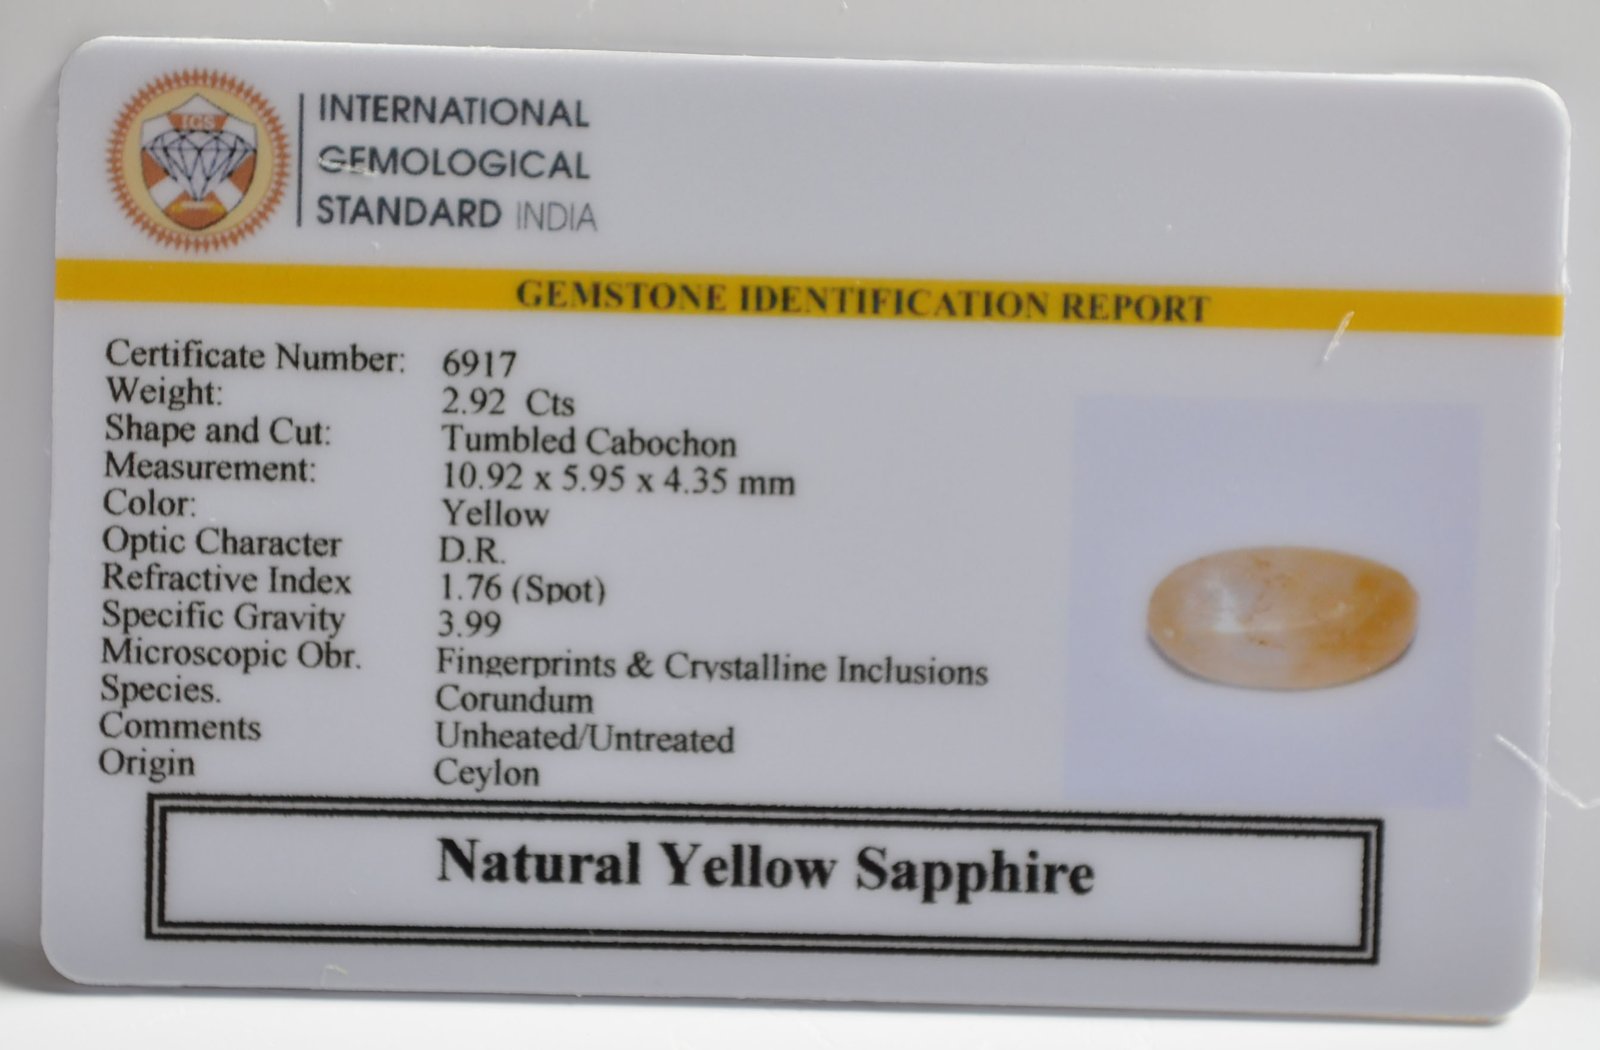 IGS
INTERNATIONAL
GEMOLOGICAL
STANDARD INDIA
GEMSTONE IDENTIFICATION REPORT
Certificate Number: 6917
Weight: 2.92 Cts
Shape and Cut: Tumbled Cabochon
Measurement: 10.92 x 5.95 x 4.35 mm
Color: Yellow
Optic Character D.R.
Refractive Index 1.76 (Spot)
Specific Gravity 3.99
Microscopic Obr. Fingerprints & Crystalline Inclusions
Species. Corundum
Comments Unheated/Untreated
Origin Ceylon
Natural Yellow Sapphire